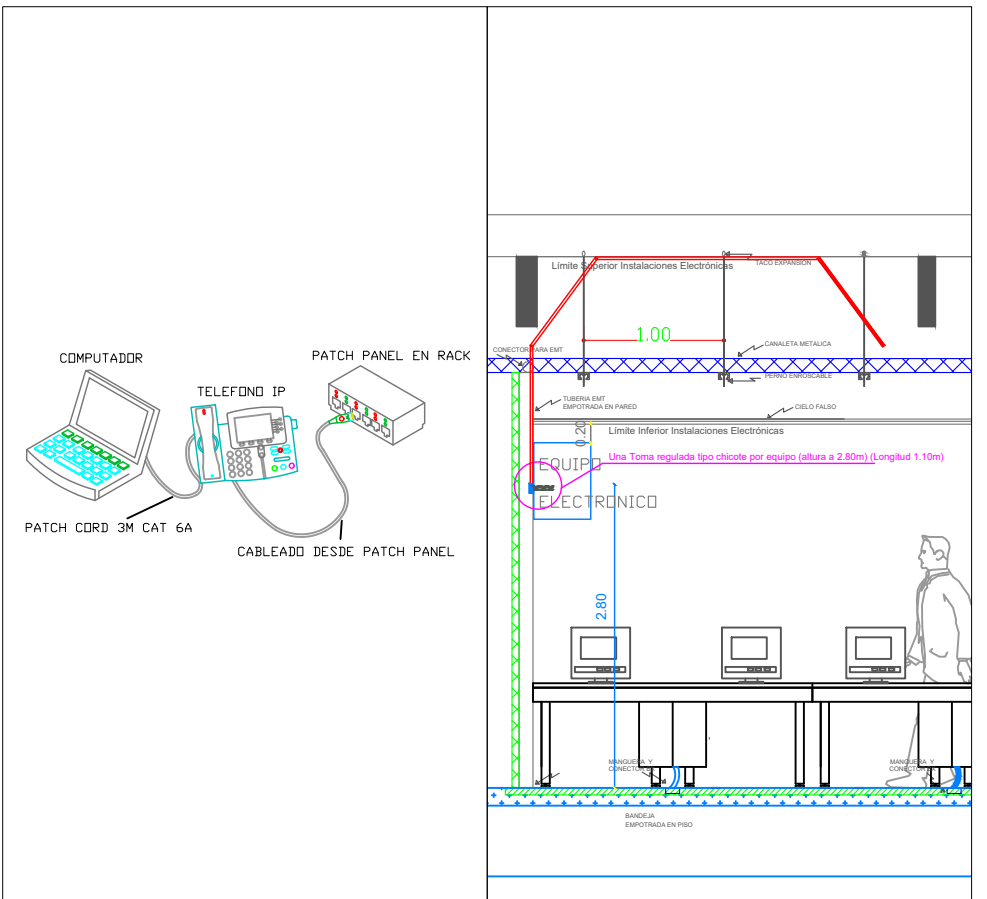 COMPUTADOR
TELEFONO IP
PATCH PANEL EN RACK
PATCH CORD 3M CAT 6A
CABLEADO DESDE PATCH PANEL
Límite Superior Instalaciones Electrónicas
TACO EXPANSION
1.00
CONECTOR PARA EMT
CANALETA METALICA
PERNO ENROSCABLE
TUBERIA EMT
EMPOTRADA EN PARED
CIELO FALSO
0.20
Límite Inferior Instalaciones Electrónicas
Una Toma regulada tipo chicote por equipo (altura a 2.80m) (Longitud 1.10m)
EQUIPO
ELECTRONICO
2.80
MANGUERA Y
CONECTOR
MANGUERA Y
CONECTOR
BANDEJA
EMPOTRADA EN PISO